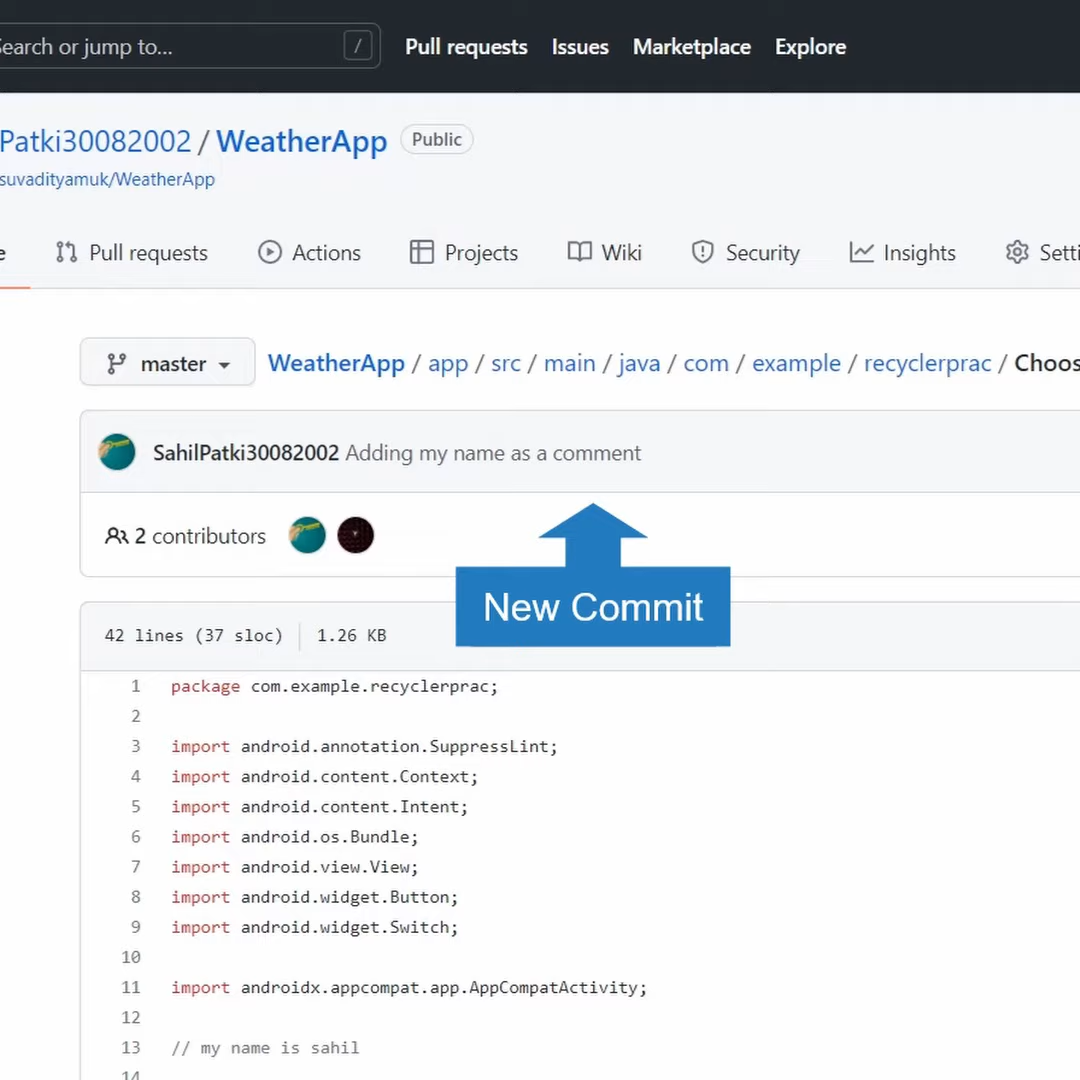 Search or jump to... /
Pull requests Issues Marketplace Explore
Patki30082002 / WeatherApp Public
suvadityamuk/WeatherApp
Pull requests Actions Projects Wiki Security Insights Setti
master WeatherApp / app / src / main / java / com / example / recyclerprac / Choos
SahilPatki30082002 Adding my name as a comment
2 contributors
New Commit
42 lines (37 sloc) 1.26 KB
1 package com.example.recyclerprac;
2
3 import android.annotation.SuppressLint;
4 import android.content.Context;
5 import android.content.Intent;
6 import android.os.Bundle;
7 import android.view.View;
8 import android.widget.Button;
9 import android.widget.Switch;
10
11 import androidx.appcompat.app.AppCompatActivity;
12
13 // my name is sahil
14